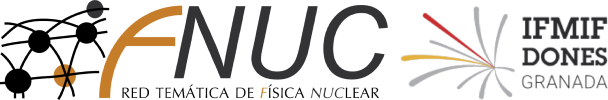 FNUC
RED TEMÁTICA DE FÍSICA NUCLEAR
IFMIF
DONES
GRANADA